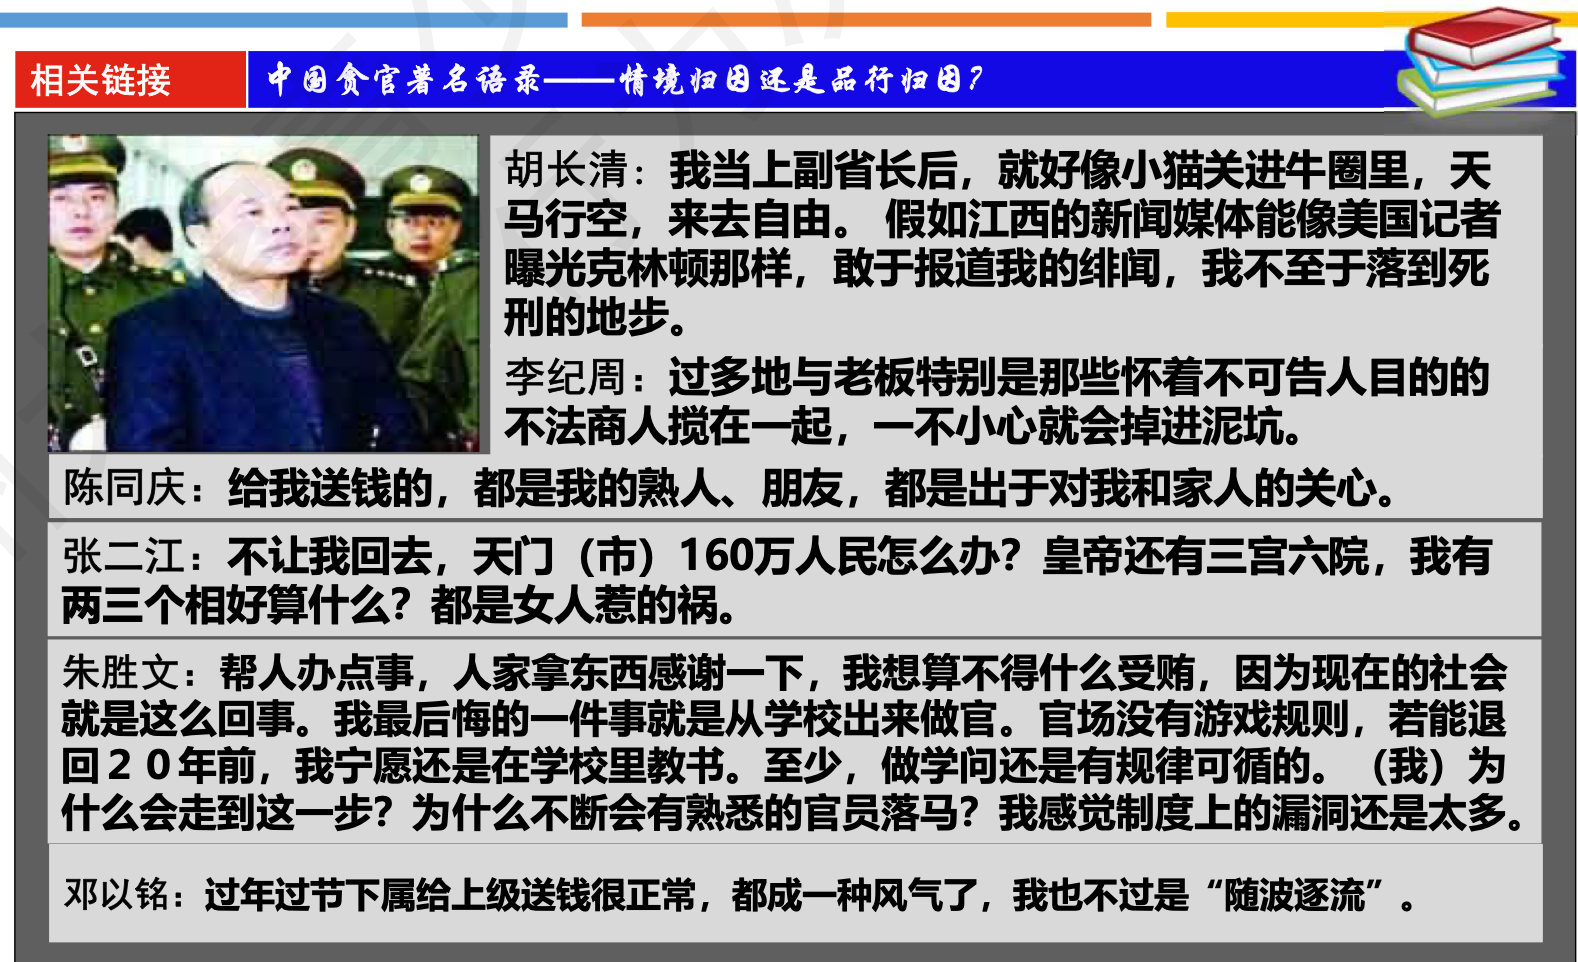 相关链接
中国贪官著名语录——情境归因还是品行归因?
胡长清：我当上副省长后，就好像小猫关进牛圈里，天
马行空，来去自由。 假如江西的新闻媒体能像美国记者
曝光克林顿那样，敢于报道我的绯闻，我不至于落到死
刑的地步。
李纪周：过多地与老板特别是那些怀着不可告人目的的
不法商人搅在一起，一不小心就会掉进泥坑。
陈同庆：给我送钱的，都是我的熟人、朋友，都是出于对我和家人的关心。
张二江：不让我回去，天门（市）160万人民怎么办？皇帝还有三宫六院，我有
两三个相好算什么？都是女人惹的祸。
朱胜文：帮人办点事，人家拿东西感谢一下，我想算不得什么受贿，因为现在的社会
就是这么回事。我最后悔的一件事就是从学校出来做官。官场没有游戏规则，若能退
回２０年前，我宁愿还是在学校里教书。至少，做学问还是有规律可循的。（我）为
什么会走到这一步？为什么不断会有熟悉的官员落马？我感觉制度上的漏洞还是太多。
邓以铭：过年过节下属给上级送钱很正常，都成一种风气了，我也不过是“随波逐流”。